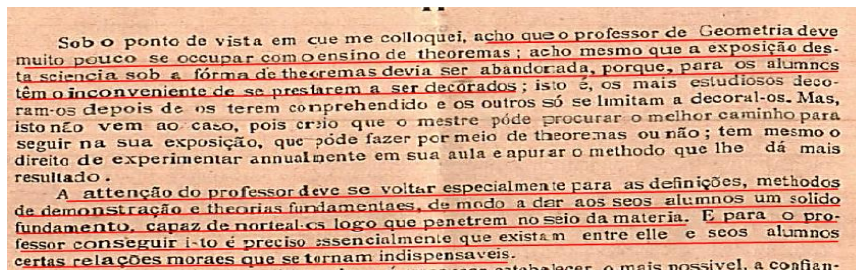 Sob o ponto de vista em que me colloquei, acho que o professor de Geometria deve
muito pouco se occupar com o ensino de theoremas ; acho mesmo que a exposição des-
ta sciencia sob a fórma de theoremas devia ser abandonada, porque, para os alumnos
têm o inconveniente de se prestarem a ser decorados ; isto é, os mais estudiosos deco-
ram-os depois de os terem comprehendido e os outros só se limitam a decoral-os. Mas,
isto não vem ao caso, pois creio que o mestre póde procurar o melhor caminho para
seguir na sua exposição, que póde fazer por meio de theoremas ou não ; tem mesmo o
direito de experimentar annualmente em sua aula e apurar o methodo que lhe dá mais
resultado.
A attenção do professor deve se voltar especialmente para as definições, methodos
de demonstração e theorias fundamentaes, de modo a dar aos seos alumnos um solido
fundamento, capaz de norteal-os logo que penetrem no seio da materia. E para o pro-
fessor conseguir isto é preciso essencialmente que existam entre elle e seos alumnos
certas relações moraes que se tornam indispensaveis.
estabelecer, o mais possivel, a confian-